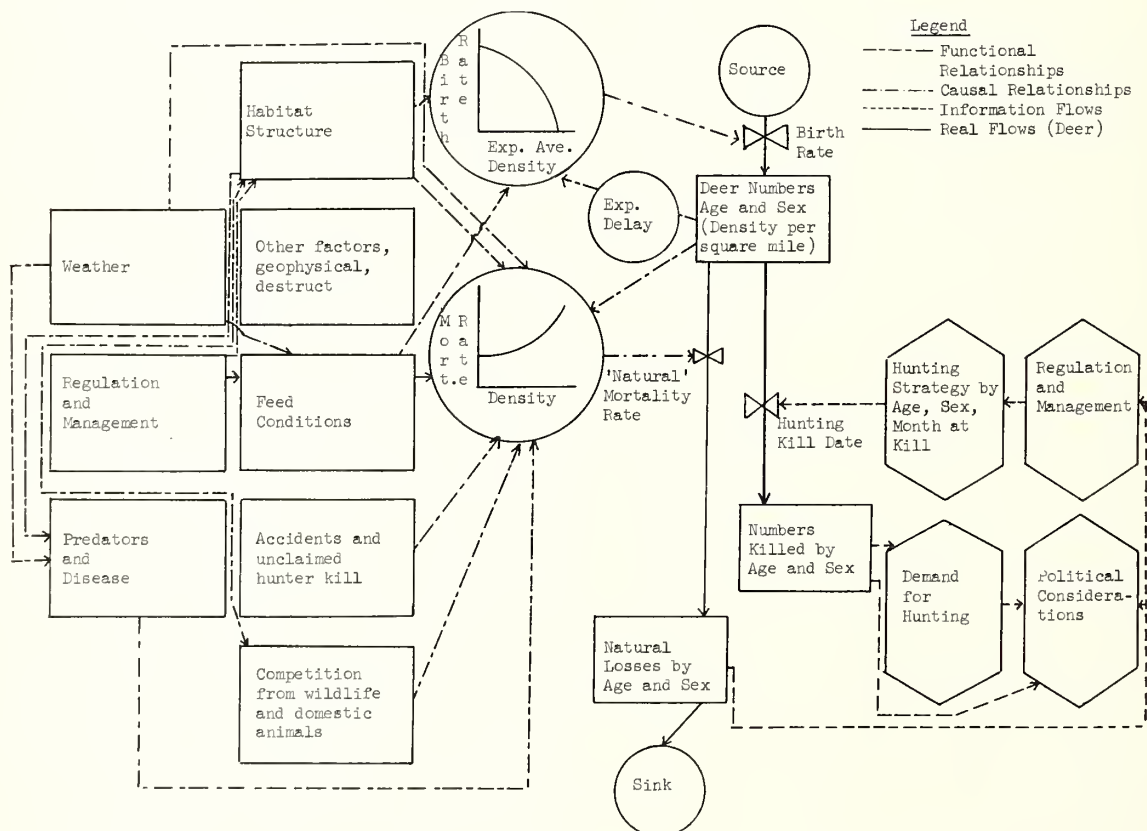 Legend
Functional
Relationships
Causal Relationships
Information Flows
Real Flows (Deer)
Habitat
Structure
Birth
Rate
Exp. Ave.
Density
Source
Birth
Rate
Weather
Other factors,
geophysical,
destruct
Exp.
Delay
Deer Numbers
Age and Sex
(Density per
square mile)
Regulation
and
Management
Feed
Conditions
Mort.
Rate
Density
'Natural'
Mortality
Rate
Hunting
Kill Date
Hunting
Strategy by
Age, Sex,
Month at
Kill
Regulation
and
Management
Predators
and
Disease
Accidents and
unclaimed
hunter kill
Numbers
Killed by
Age and Sex
Demand
for
Hunting
Political
Considera-
tions
Competition
from wildlife
and domestic
animals
Natural
Losses by
Age and Sex
Sink